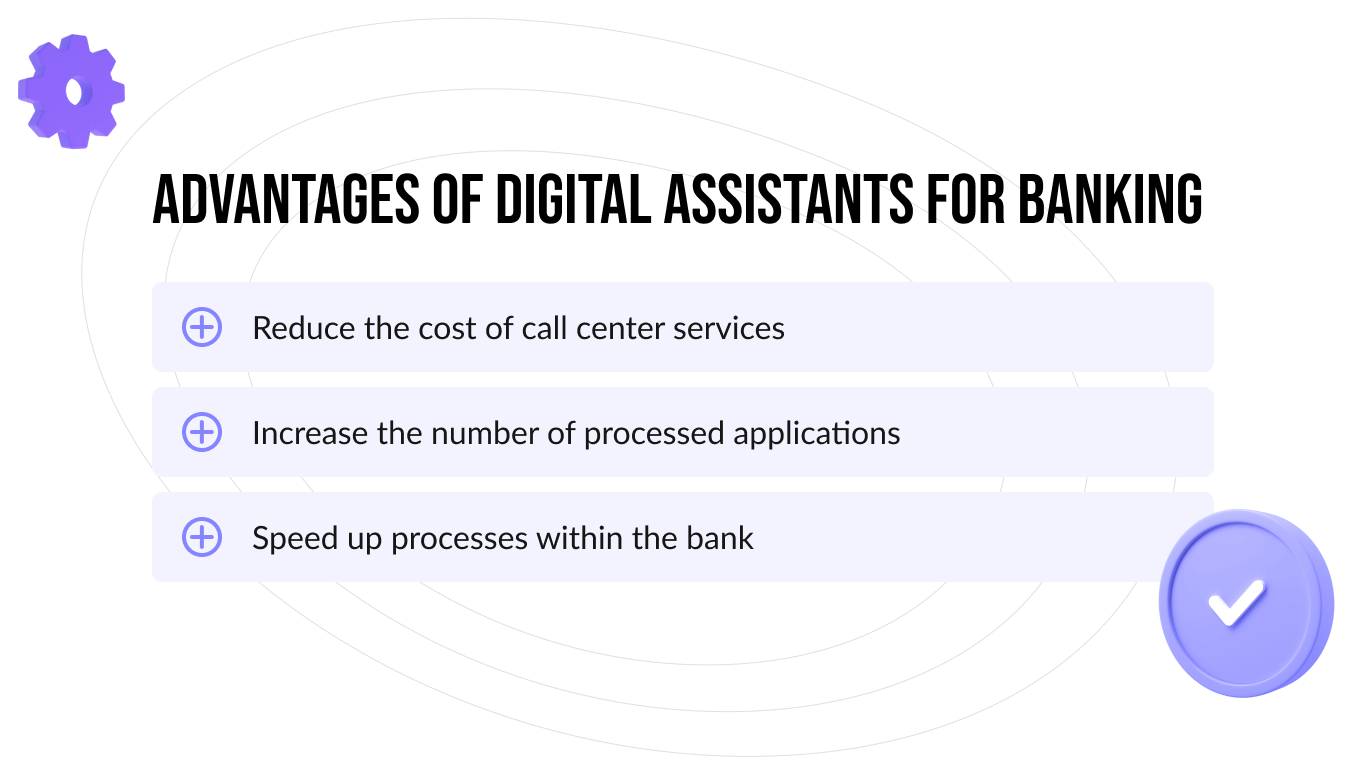 ADVANTAGES OF DIGITAL ASSISTANTS FOR BANKING
Reduce the cost of call center services
Increase the number of processed applications
Speed up processes within the bank